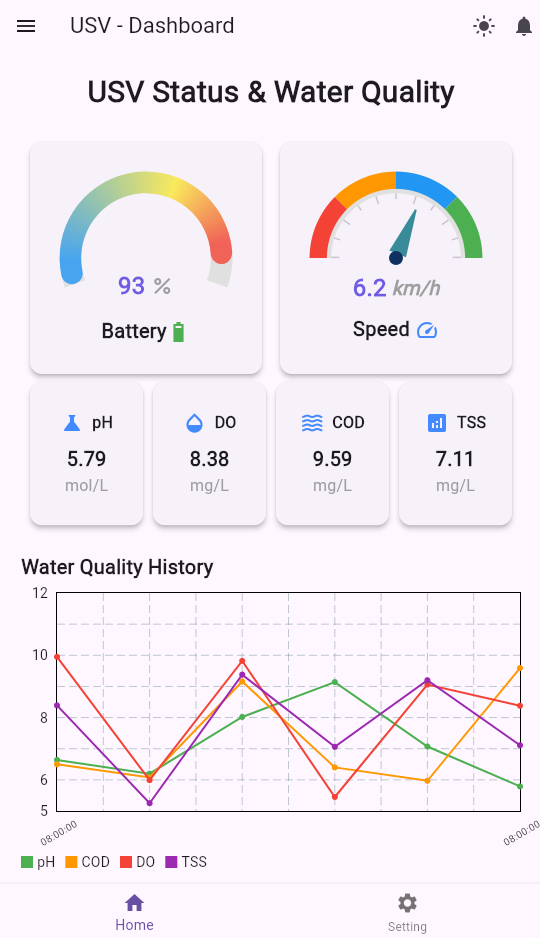 USV - Dashboard
USV Status & Water Quality
93 %
6.2 km/h
Battery
Speed
pH
DO
COD
TSS
5.79
8.38
9.59
7.11
mol/L
mg/L
mg/L
mg/L
Water Quality History
12
10
8
6
5
08:00:00
08:00:00
pH COD DO TSS
Home
Setting